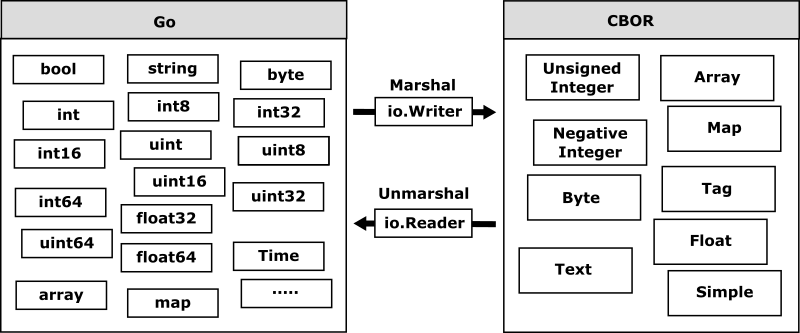 Go
bool
string
byte
int
int8
int32
int16
uint
uint8
int64
uint16
uint32
float32
uint64
float64
Time
array
map
.....
Marshal
io.Writer
Unmarshal
io.Reader
CBOR
Unsigned
Integer
Array
Negative
Integer
Map
Byte
Tag
Text
Float
Simple